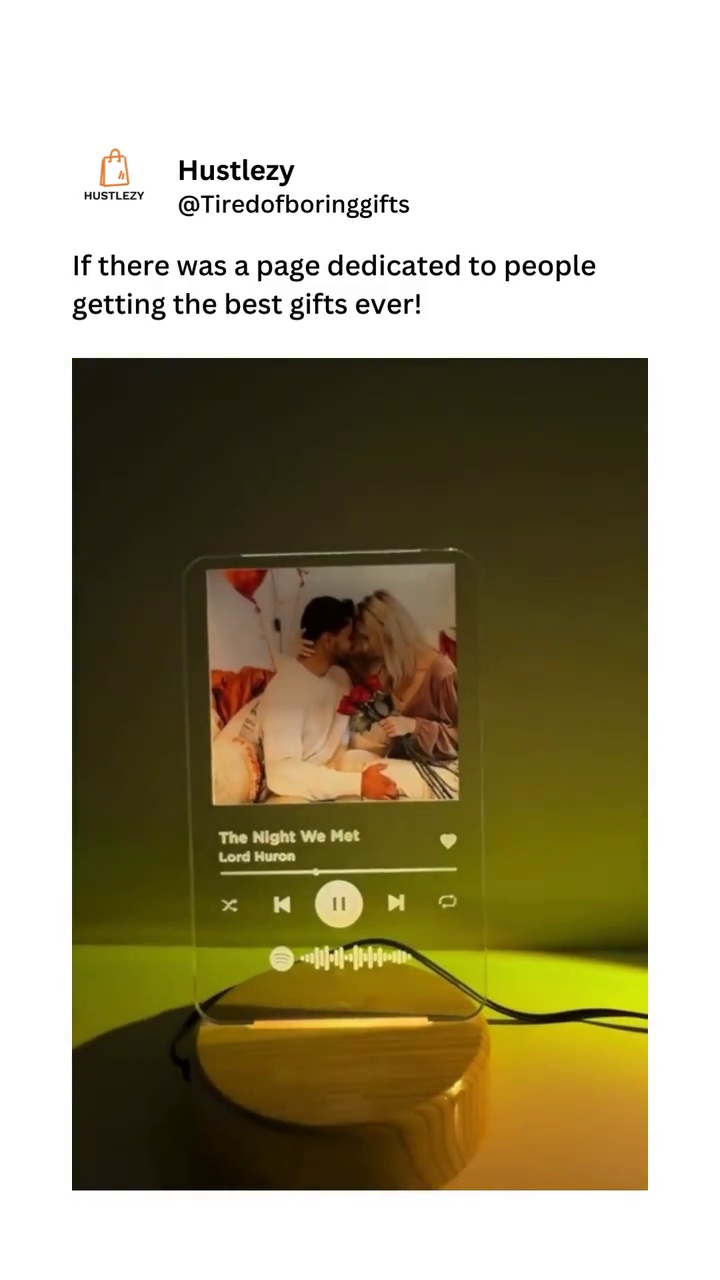 HUSTLEZY
Hustlezy
@Tiredofboringgifts
If there was a page dedicated to people
getting the best gifts ever!
The Night We Met
Lord Huron